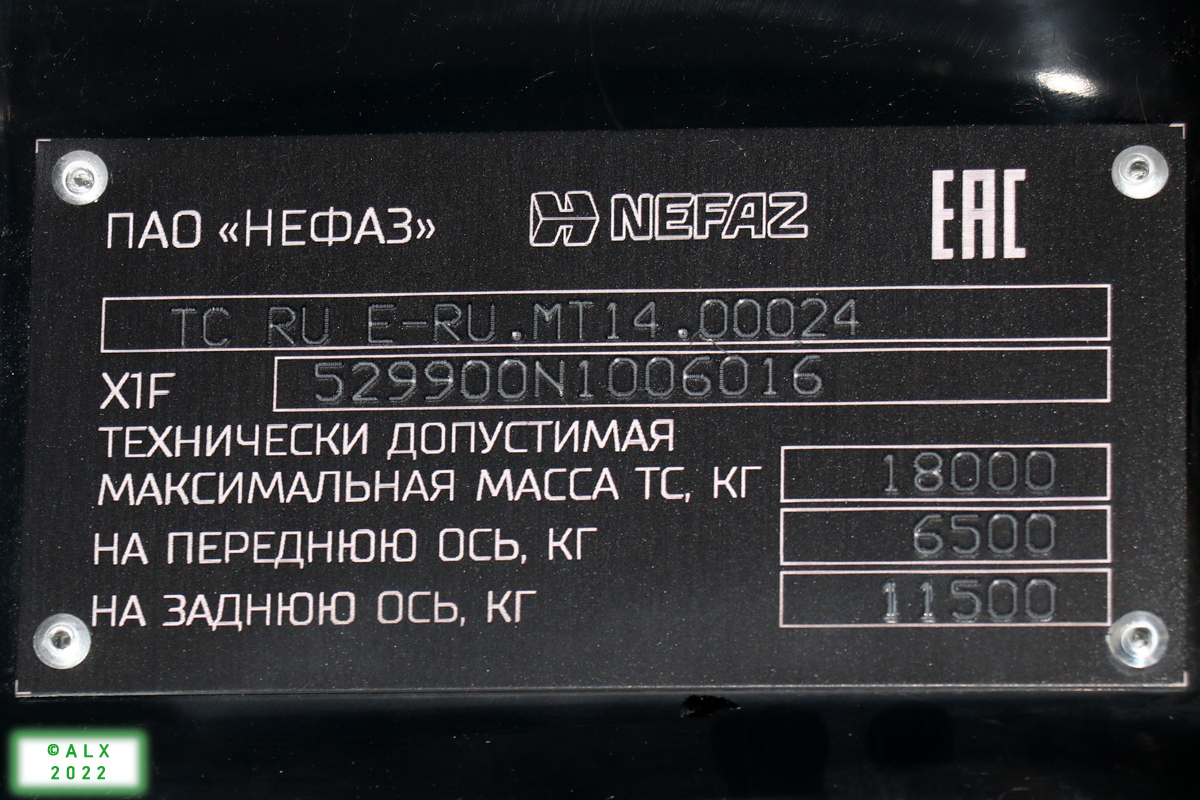 ПАО «НЕФАЗ» NEFAZ EAC
TC RU E-RU.MT14.00024
X1F 529900N1006016
ТЕХНИЧЕСКИ ДОПУСТИМАЯ
МАКСИМАЛЬНАЯ МАССА ТС, КГ 18000
НА ПЕРЕДНЮЮ ОСЬ, КГ 6500
НА ЗАДНЮЮ ОСЬ, КГ 11500
©ALX
2022